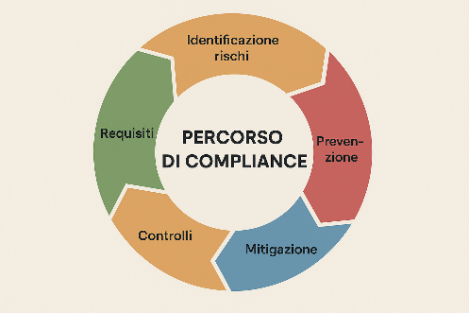 Identificazione
rischi
PERCORSO
DI COMPLIANCE
Requisiti
Preven-
zione
Controlli
Mitigazione